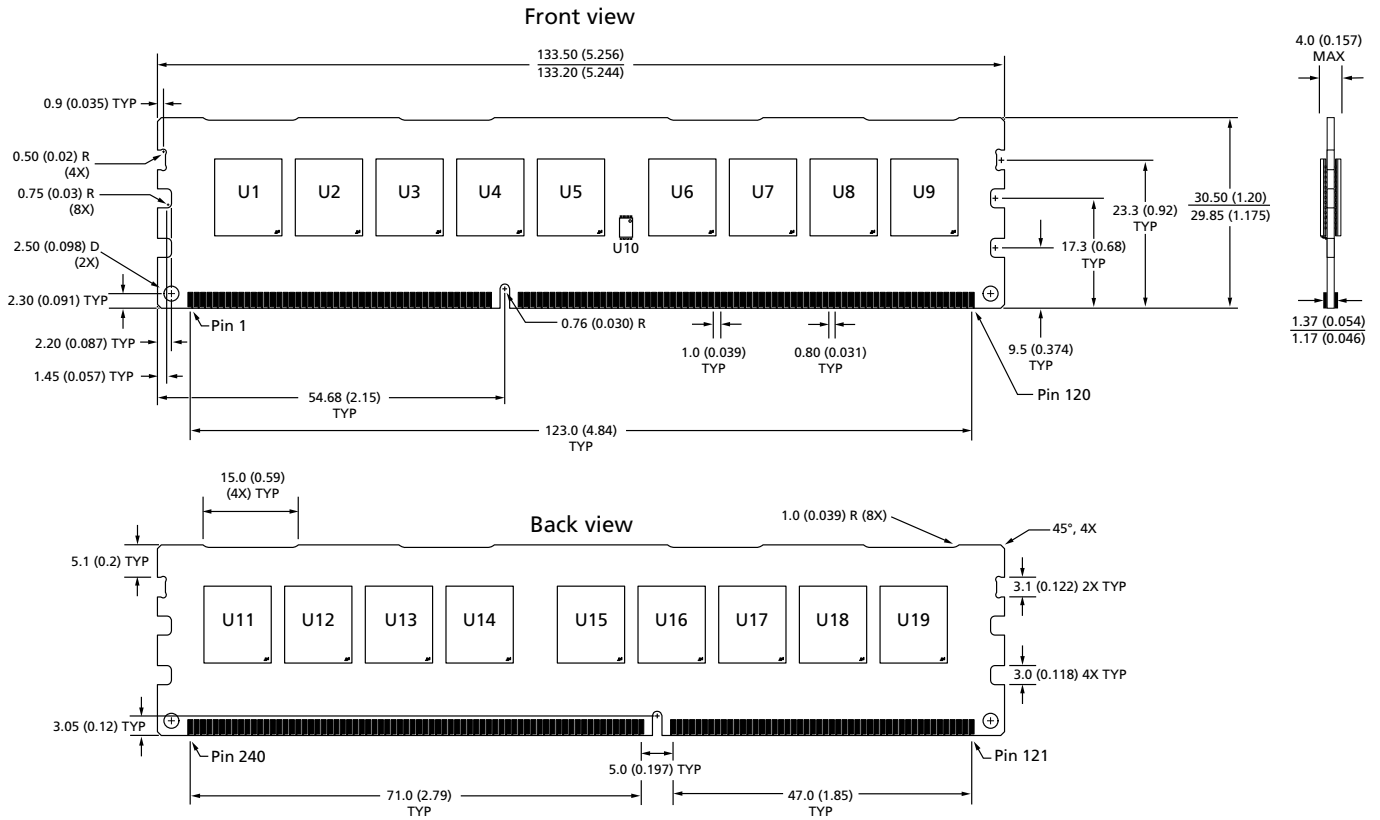 Front view
133.50 (5.256)
133.20 (5.244)
4.0 (0.157)
MAX
0.9 (0.035) TYP
0.50 (0.02) R
(4X)
0.75 (0.03) R
(8X)
2.50 (0.098) D
(2X)
2.30 (0.091) TYP
2.20 (0.087) TYP
1.45 (0.057) TYP
U1
U2
U3
U4
U5
U6
U7
U8
U9
U10
23.3 (0.92)
TYP
30.50 (1.20)
29.85 (1.175)
17.3 (0.68)
TYP
Pin 1
0.76 (0.030) R
1.0 (0.039)
TYP
0.80 (0.031)
TYP
9.5 (0.374)
TYP
1.37 (0.054)
1.17 (0.046)
Pin 120
54.68 (2.15)
TYP
123.0 (4.84)
TYP
15.0 (0.59)
(4X) TYP
Back view
1.0 (0.039) R (8X)
45°, 4X
5.1 (0.2) TYP
3.1 (0.122) 2X TYP
U11
U12
U13
U14
U15
U16
U17
U18
U19
3.0 (0.118) 4X TYP
3.05 (0.12) TYP
Pin 240
5.0 (0.197) TYP
Pin 121
71.0 (2.79)
TYP
47.0 (1.85)
TYP